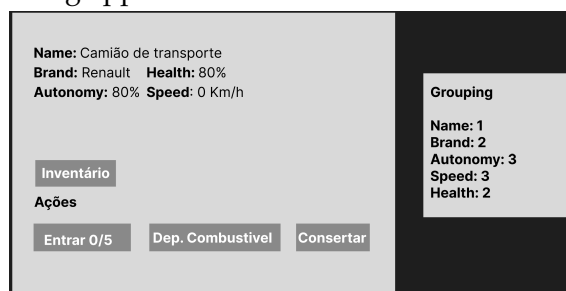 Name: Camião de transporte
Brand: Renault Health: 80%
Autonomy: 80% Speed: 0 Km/h
Inventário
Ações
Entrar 0/5 Dep. Combustivel Consertar
Grouping
Name: 1
Brand: 2
Autonomy: 3
Speed: 3
Health: 2